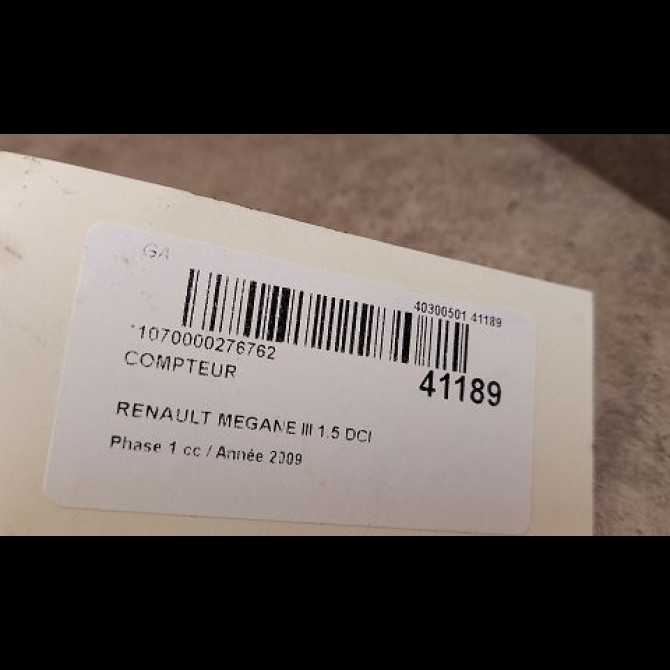 GA
40300501 41189
*1070000276762
COMPTEUR
41189
RENAULT MEGANE III 1.5 DCI
Phase 1 cc / Année 2009